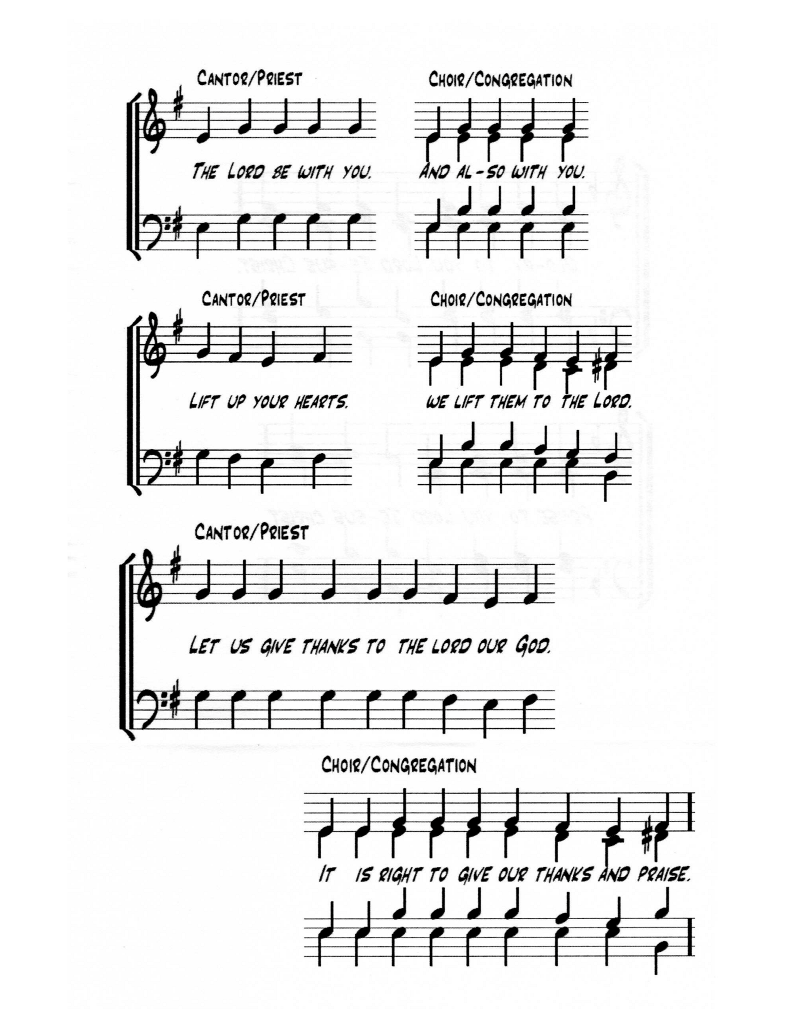 Cantor/Priest
Choir/Congregation
The Lord be with you.
And al-so with you.
Cantor/Priest
Choir/Congregation
Lift up your hearts.
we lift them to the Lord.
Cantor/Priest
Let us give thanks to the lord our God.
Choir/Congregation
It is right to give our thanks and praise.